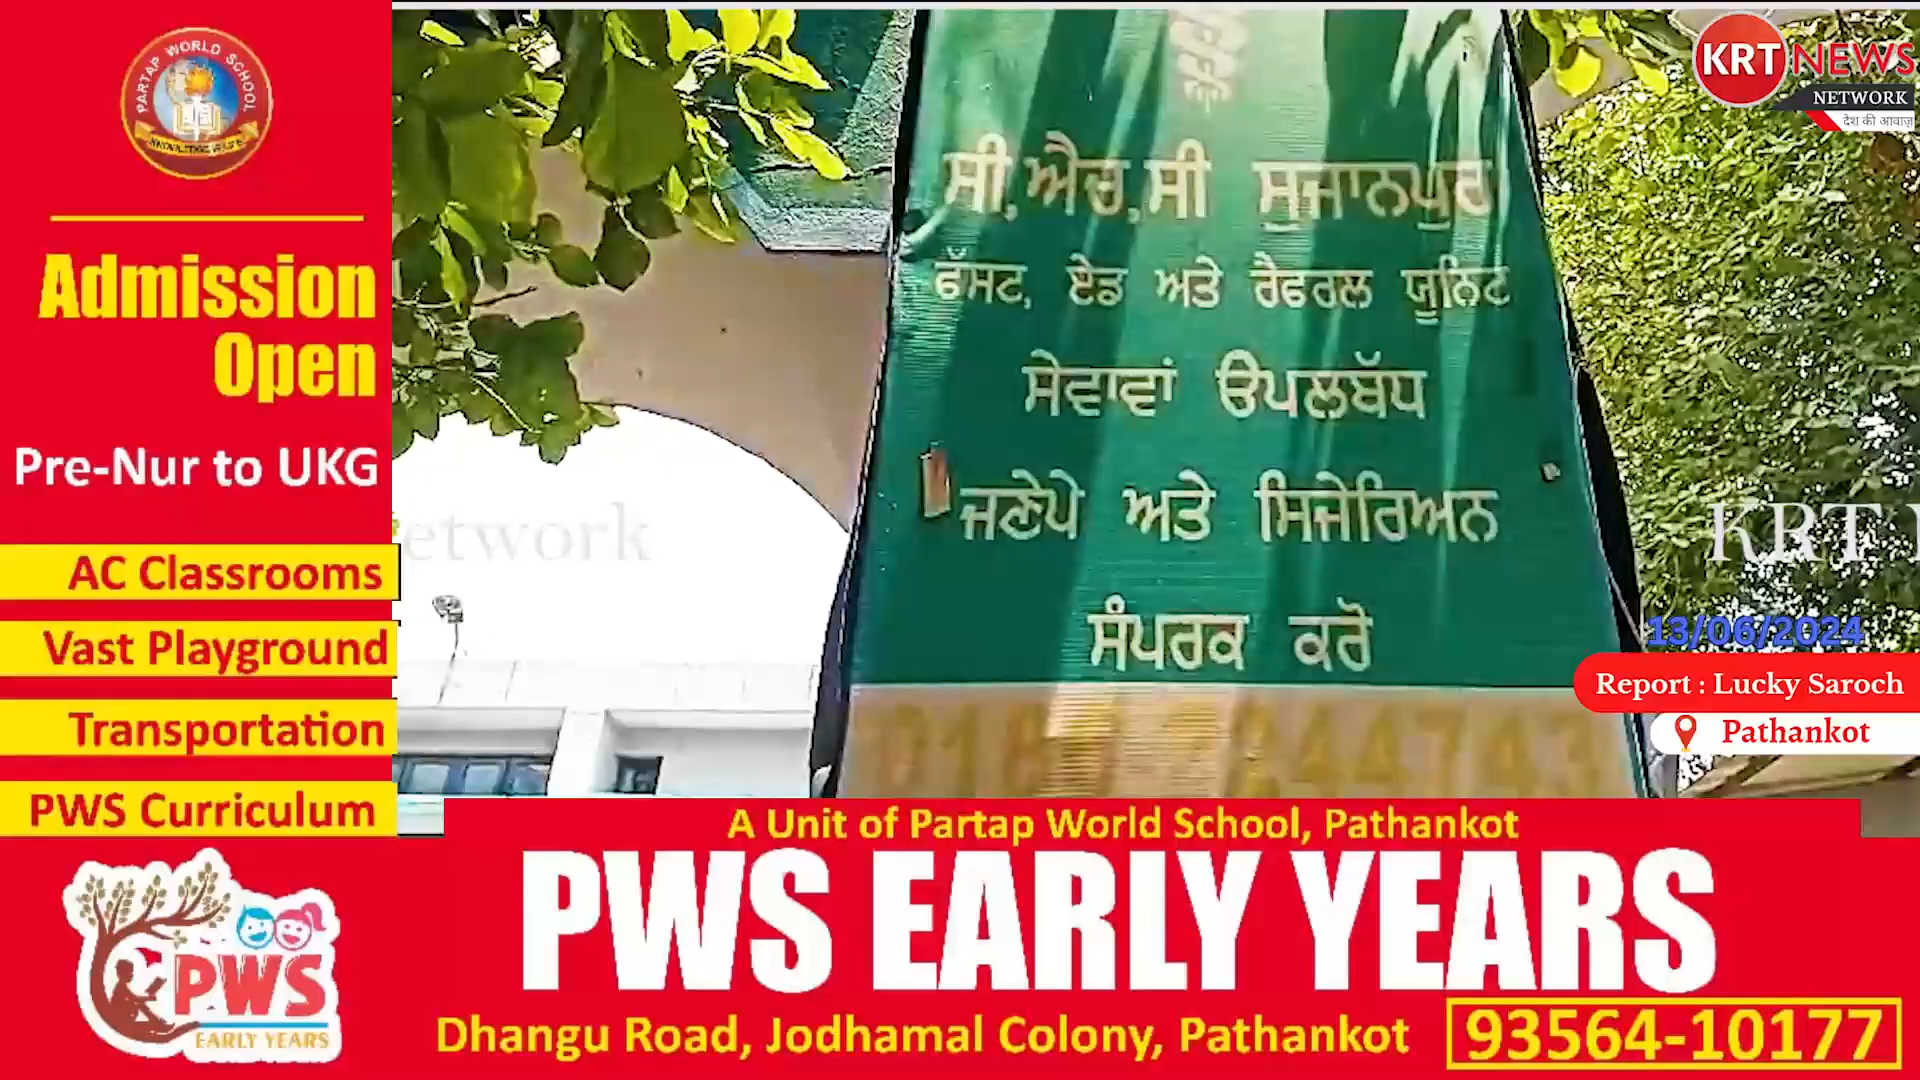 PARTAP WORLD SCHOOL
Admission
Open
Pre-Nur to UKG
AC Classrooms
Vast Playground
Transportation
PWS Curriculum
PWS
EARLY YEARS
ਸੀ.ਐਚ.ਸੀ ਸੁਜਾਨਪੁਰ
ਫੱਸਟ, ਏਡ ਅਤੇ ਰੈਫਰਲ ਯੂਨਿਟ
ਸੇਵਾਵਾਂ ੳਪਲਬੱਧ
ਜਣੇਪੇ ਅਤੇ ਸਿਜੇਰਿਅਨ
ਸੰਪਰਕ ਕਰੋ
KRT NEWS
NETWORK
देश की आवाज़
etwork
KRT
13/06/2024
Report : Lucky Saroch
Pathankot
A Unit of Partap World School, Pathankot
PWS EARLY YEARS
Dhangu Road, Jodhamal Colony, Pathankot
93564-10177